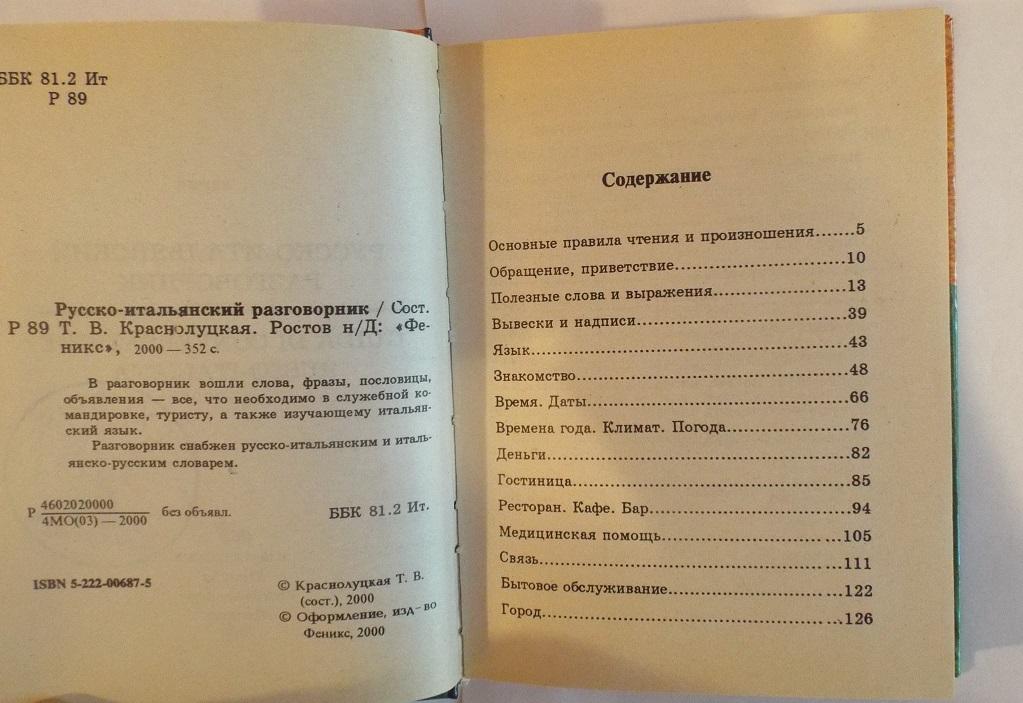 ББК 81.2 Ит
Р 89
Русско-итальянский разговорник / Сост.
Р 89 Т. В. Краснолуцкая. Ростов н/Д: «Фе-
никс», 2000 — 352 с.
В разговорник вошли слова, фразы, пословицы,
объявления — все, что необходимо в служебной ко-
мандировке, туристу, а также изучающему итальян-
ский язык.
Разговорник снабжен русско-итальянским и италь-
янско-русским словарем.
Р 4602020000 без объявл.
4МО(03) — 2000
ББК 81.2 Ит.
ISBN 5-222-00687-5
© Краснолуцкая Т. В.
(сост.), 2000
© Оформление, изд-во
Феникс, 2000
Содержание
Основные правила чтения и произношения.......5
Обращение, приветствие..........................10
Полезные слова и выражения....................13
Вывески и надписи................................39
Язык................................................43
Знакомство.........................................48
Время. Даты........................................66
Времена года. Климат. Погода..................76
Деньги..............................................82
Гостиница...........................................85
Ресторан. Кафе. Бар..............................94
Медицинская помощь............................105
Связь...............................................111
Бытовое обслуживание..........................122
Город...............................................126